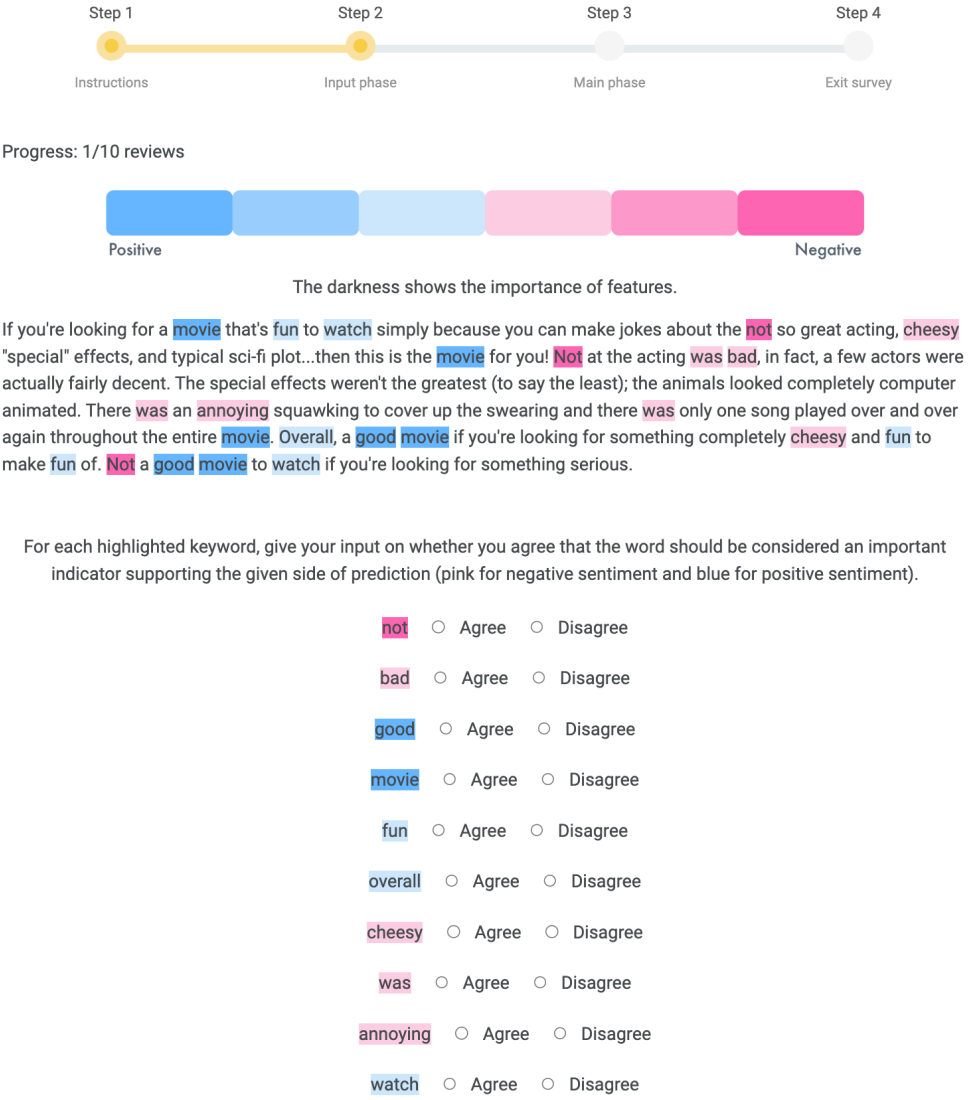 Step 1 Step 2 Step 3 Step 4
Instructions Input phase Main phase Exit survey
Progress: 1/10 reviews
Positive Negative
The darkness shows the importance of features.
If you're looking for a movie that's fun to watch simply because you can make jokes about the not so great acting, cheesy
"special" effects, and typical sci-fi plot...then this is the movie for you! Not at the acting was bad, in fact, a few actors were
actually fairly decent. The special effects weren't the greatest (to say the least); the animals looked completely computer
animated. There was an annoying squawking to cover up the swearing and there was only one song played over and over
again throughout the entire movie. Overall, a good movie if you're looking for something completely cheesy and fun to
make fun of. Not a good movie to watch if you're looking for something serious.
For each highlighted keyword, give your input on whether you agree that the word should be considered an important
indicator supporting the given side of prediction (pink for negative sentiment and blue for positive sentiment).
not Agree Disagree
bad Agree Disagree
good Agree Disagree
movie Agree Disagree
fun Agree Disagree
overall Agree Disagree
cheesy Agree Disagree
was Agree Disagree
annoying Agree Disagree
watch Agree Disagree